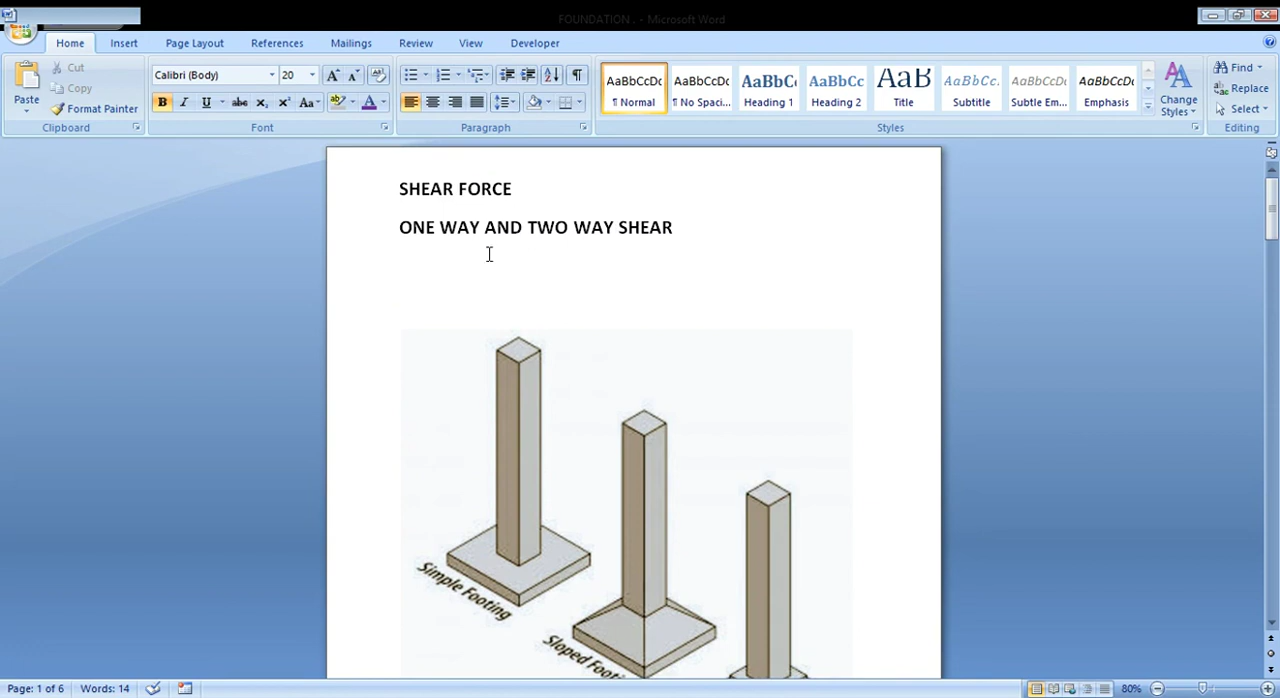 FOUNDATION . - Microsoft Word
Home Insert Page Layout References Mailings Review View Developer
Paste
Cut
Copy
Format Painter
Clipboard
Calibri (Body) 20
Font
Paragraph
AaBbCcDc AaBbCcDc AaBbC AaBbCc AaB AaBbCc. AaBbCcDc AaBbCcDc
¶ Normal ¶ No Spaci... Heading 1 Heading 2 Title Subtitle Subtle Em... Emphasis
Change
Styles
Styles
Find
Replace
Select
Editing
SHEAR FORCE
ONE WAY AND TWO WAY SHEAR
Simple Footing
Sloped
Page: 1 of 6 Words: 14 80%